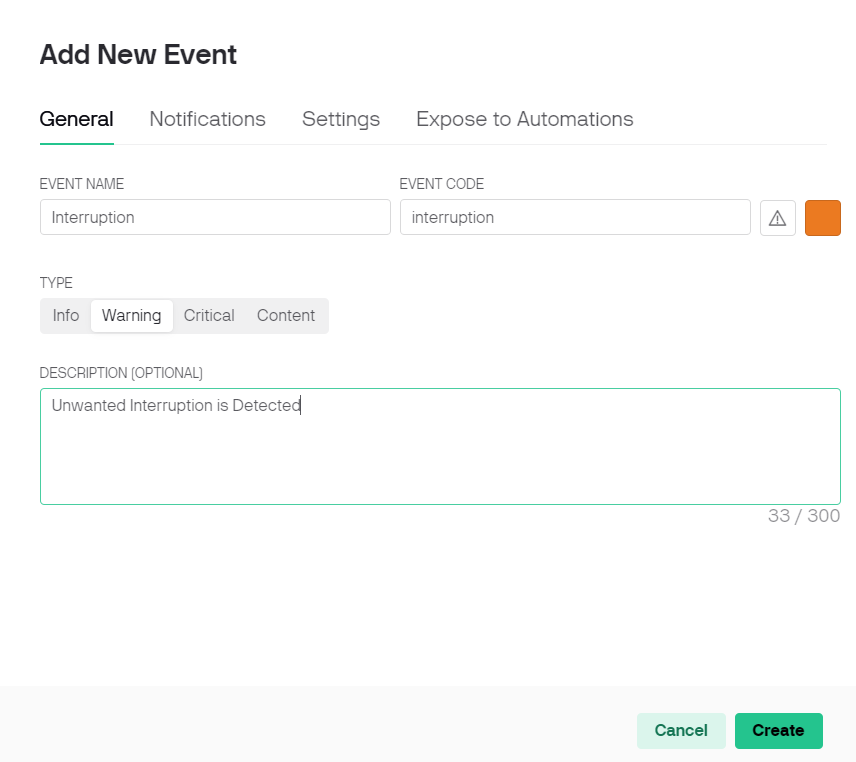 Add New Event
General Notifications Settings Expose to Automations
EVENT NAME EVENT CODE
Interruption interruption
TYPE
Info Warning Critical Content
DESCRIPTION (OPTIONAL)
Unwanted Interruption is Detected
33 / 300
Cancel Create